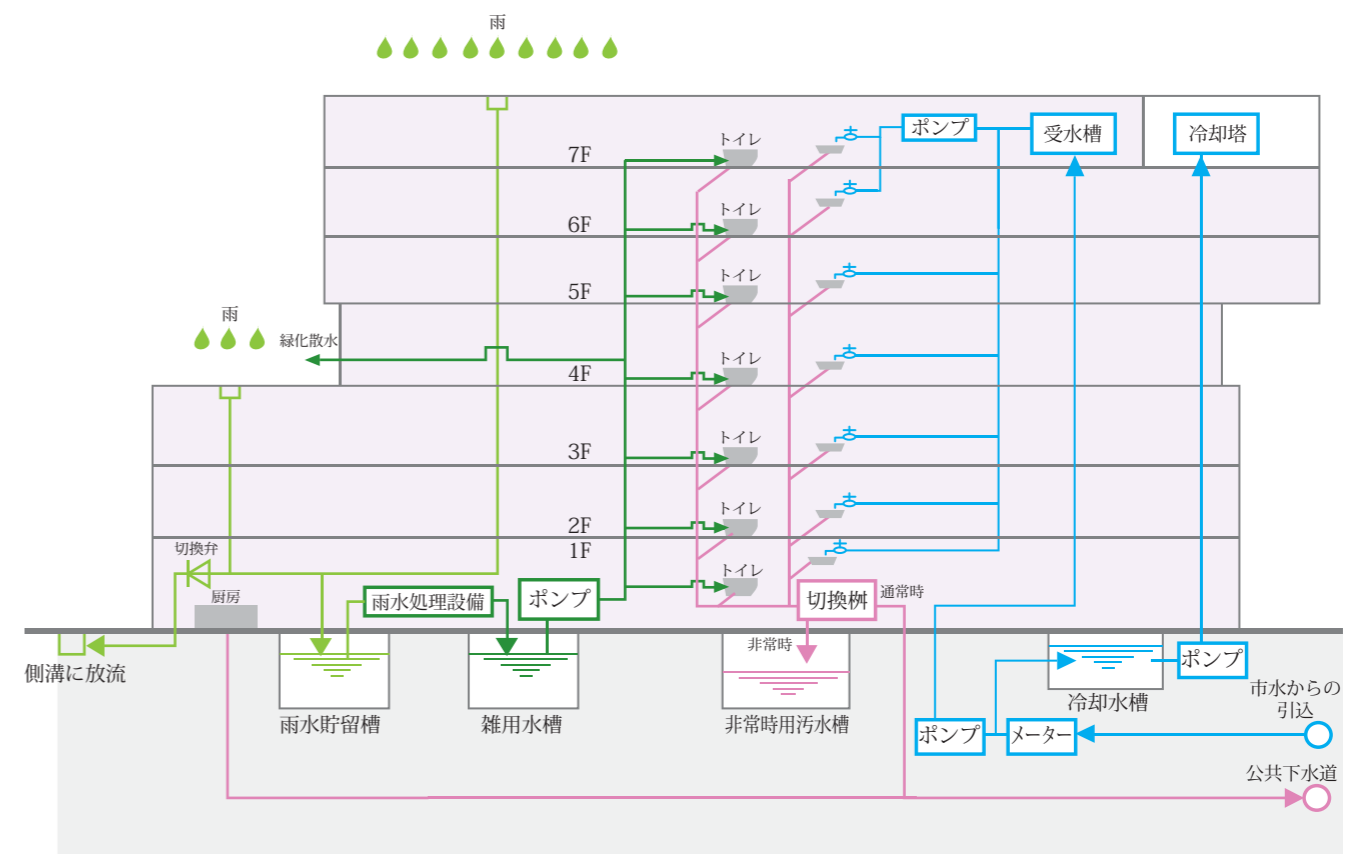 雨
ポンプ
受水槽
冷却塔
トイレ
7F
トイレ
6F
トイレ
5F
雨
緑化散水
トイレ
4F
トイレ
3F
トイレ
2F
1F
切換弁
トイレ
厨房
雨水処理設備
ポンプ
切換桝
通常時
非常時
側溝に放流
ポンプ
雨水貯留槽
雑用水槽
非常時用汚水槽
冷却水槽
市水からの
引込
ポンプ
メーター
公共下水道